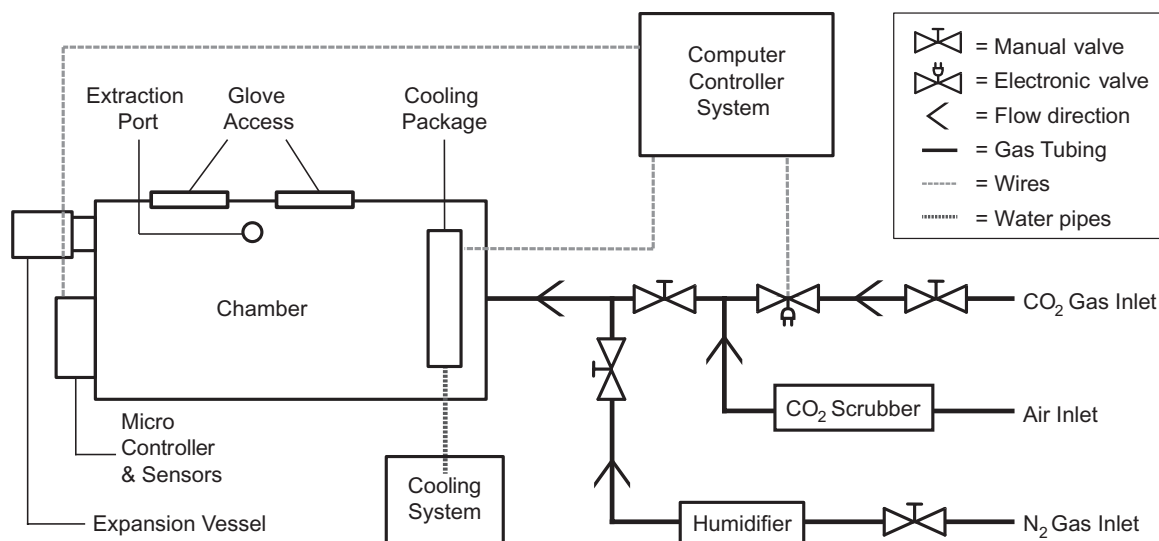 Computer
Controller
System
= Manual valve
= Electronic valve
= Flow direction
= Gas Tubing
= Wires
= Water pipes
Extraction
Port
Glove
Access
Cooling
Package
Chamber
CO₂ Gas Inlet
CO₂ Scrubber
Air Inlet
Micro
Controller
& Sensors
Cooling
System
Expansion Vessel
Humidifier
N₂ Gas Inlet